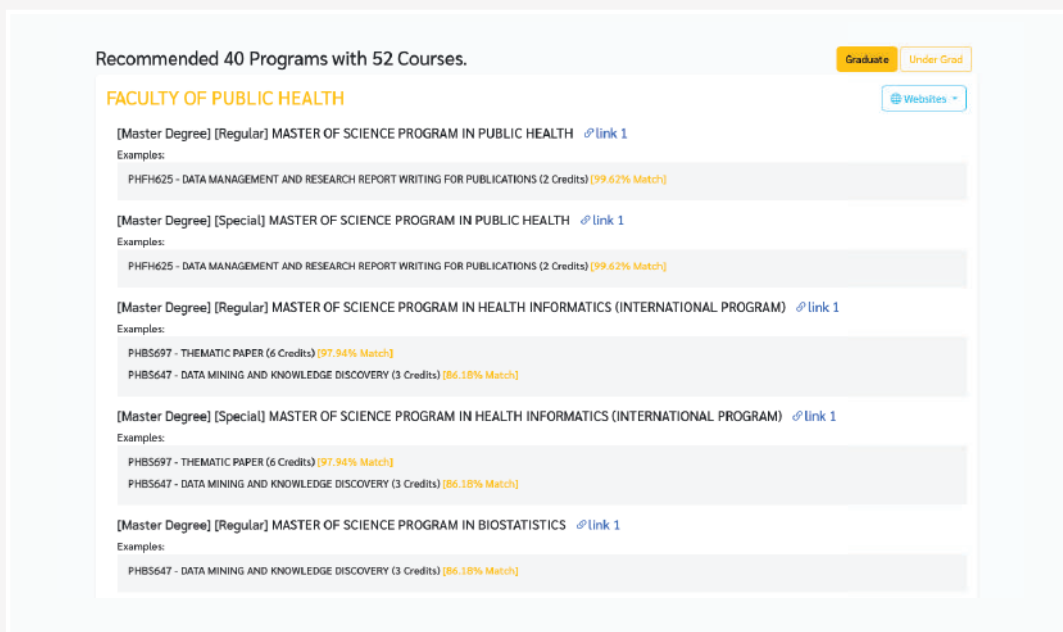 Recommended 40 Programs with 52 Courses.
Graduate
Under Grad
FACULTY OF PUBLIC HEALTH
Websites
[Master Degree] [Regular] MASTER OF SCIENCE PROGRAM IN PUBLIC HEALTH link 1
Examples:
PHFH625 - DATA MANAGEMENT AND RESEARCH REPORT WRITING FOR PUBLICATIONS (2 Credits) [99.62% Match]
[Master Degree] [Special] MASTER OF SCIENCE PROGRAM IN PUBLIC HEALTH link 1
Examples:
PHFH625 - DATA MANAGEMENT AND RESEARCH REPORT WRITING FOR PUBLICATIONS (2 Credits) [99.62% Match]
[Master Degree] [Regular] MASTER OF SCIENCE PROGRAM IN HEALTH INFORMATICS (INTERNATIONAL PROGRAM) link 1
Examples:
PHBS697 - THEMATIC PAPER (6 Credits) [97.94% Match]
PHBS647 - DATA MINING AND KNOWLEDGE DISCOVERY (3 Credits) [86.18% Match]
[Master Degree] [Special] MASTER OF SCIENCE PROGRAM IN HEALTH INFORMATICS (INTERNATIONAL PROGRAM) link 1
Examples:
PHBS697 - THEMATIC PAPER (6 Credits) [97.94% Match]
PHBS647 - DATA MINING AND KNOWLEDGE DISCOVERY (3 Credits) [86.18% Match]
[Master Degree] [Regular] MASTER OF SCIENCE PROGRAM IN BIOSTATISTICS link 1
Examples:
PHBS647 - DATA MINING AND KNOWLEDGE DISCOVERY (3 Credits) [86.18% Match]